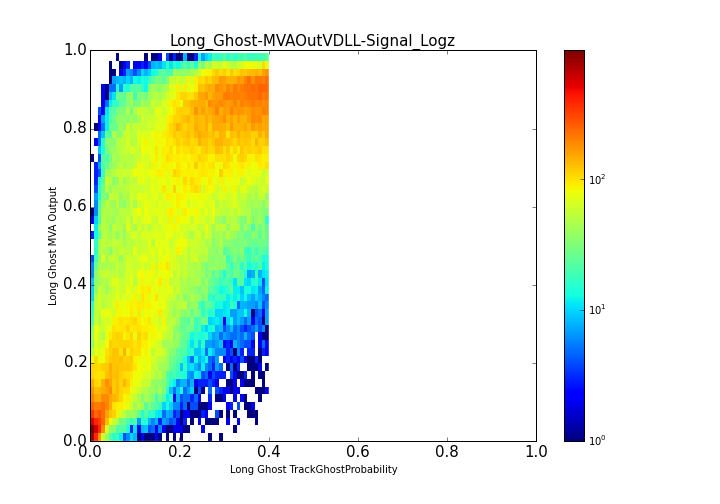 Long_Ghost-MVAOutVDLL-Signal_Logz
1.0
0.8
0.6
0.4
0.2
0.0
Long Ghost MVA Output
0.0 0.2 0.4 0.6 0.8 1.0
Long Ghost TrackGhostProbability
10²
10¹
10⁰